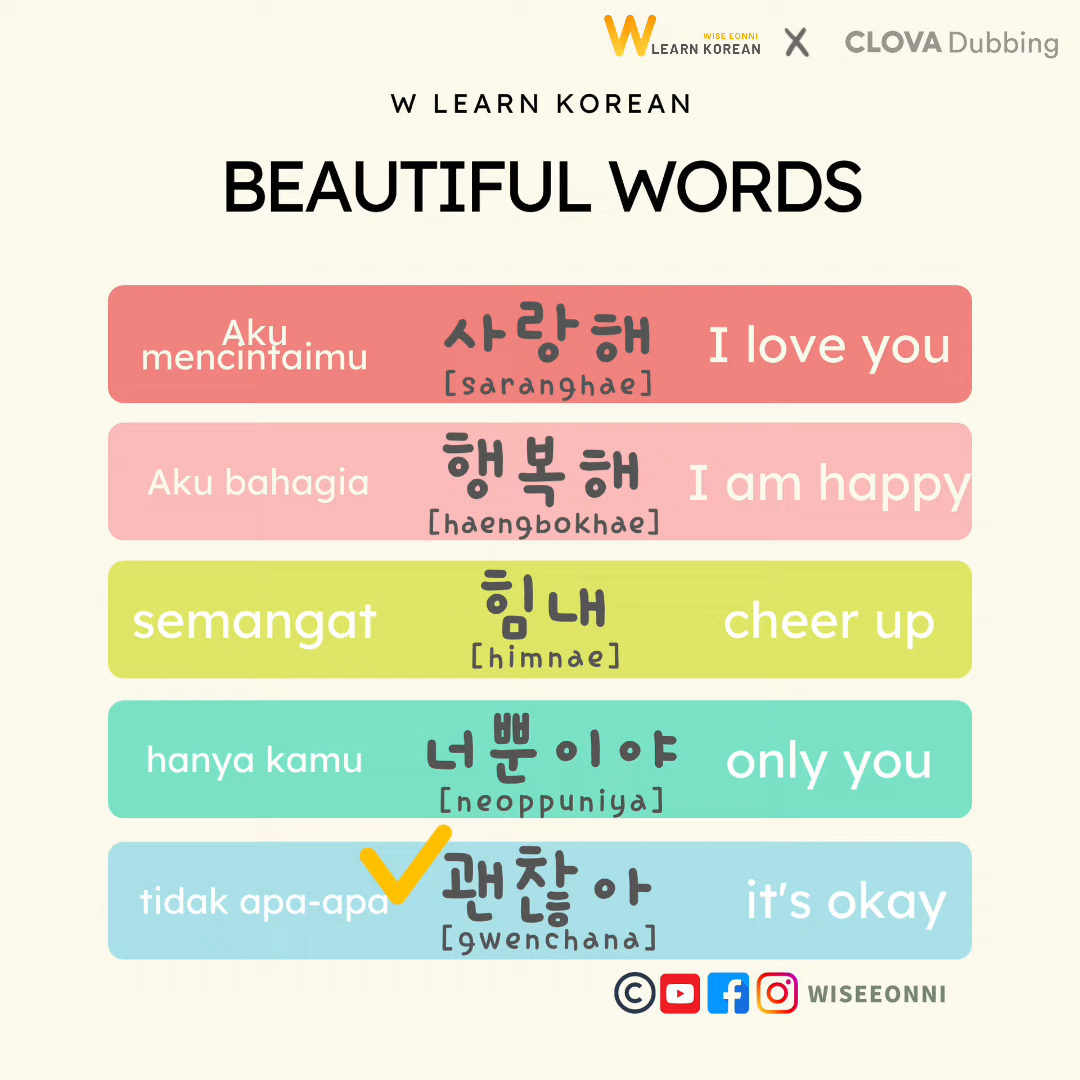 WISE EONNI
W LEARN KOREAN X CLOVA Dubbing
W LEARN KOREAN
BEAUTIFUL WORDS
Aku
mencintaimu
사랑해
[saranghae]
I love you
Aku bahagia
행복해
[haengbokhae]
I am happy
semangat
힘내
[himnae]
cheer up
hanya kamu
너뿐이야
[neoppuniya]
only you
tidak apa-apa
괜찮아
[gwenchana]
it's okay
© WISEEONNI